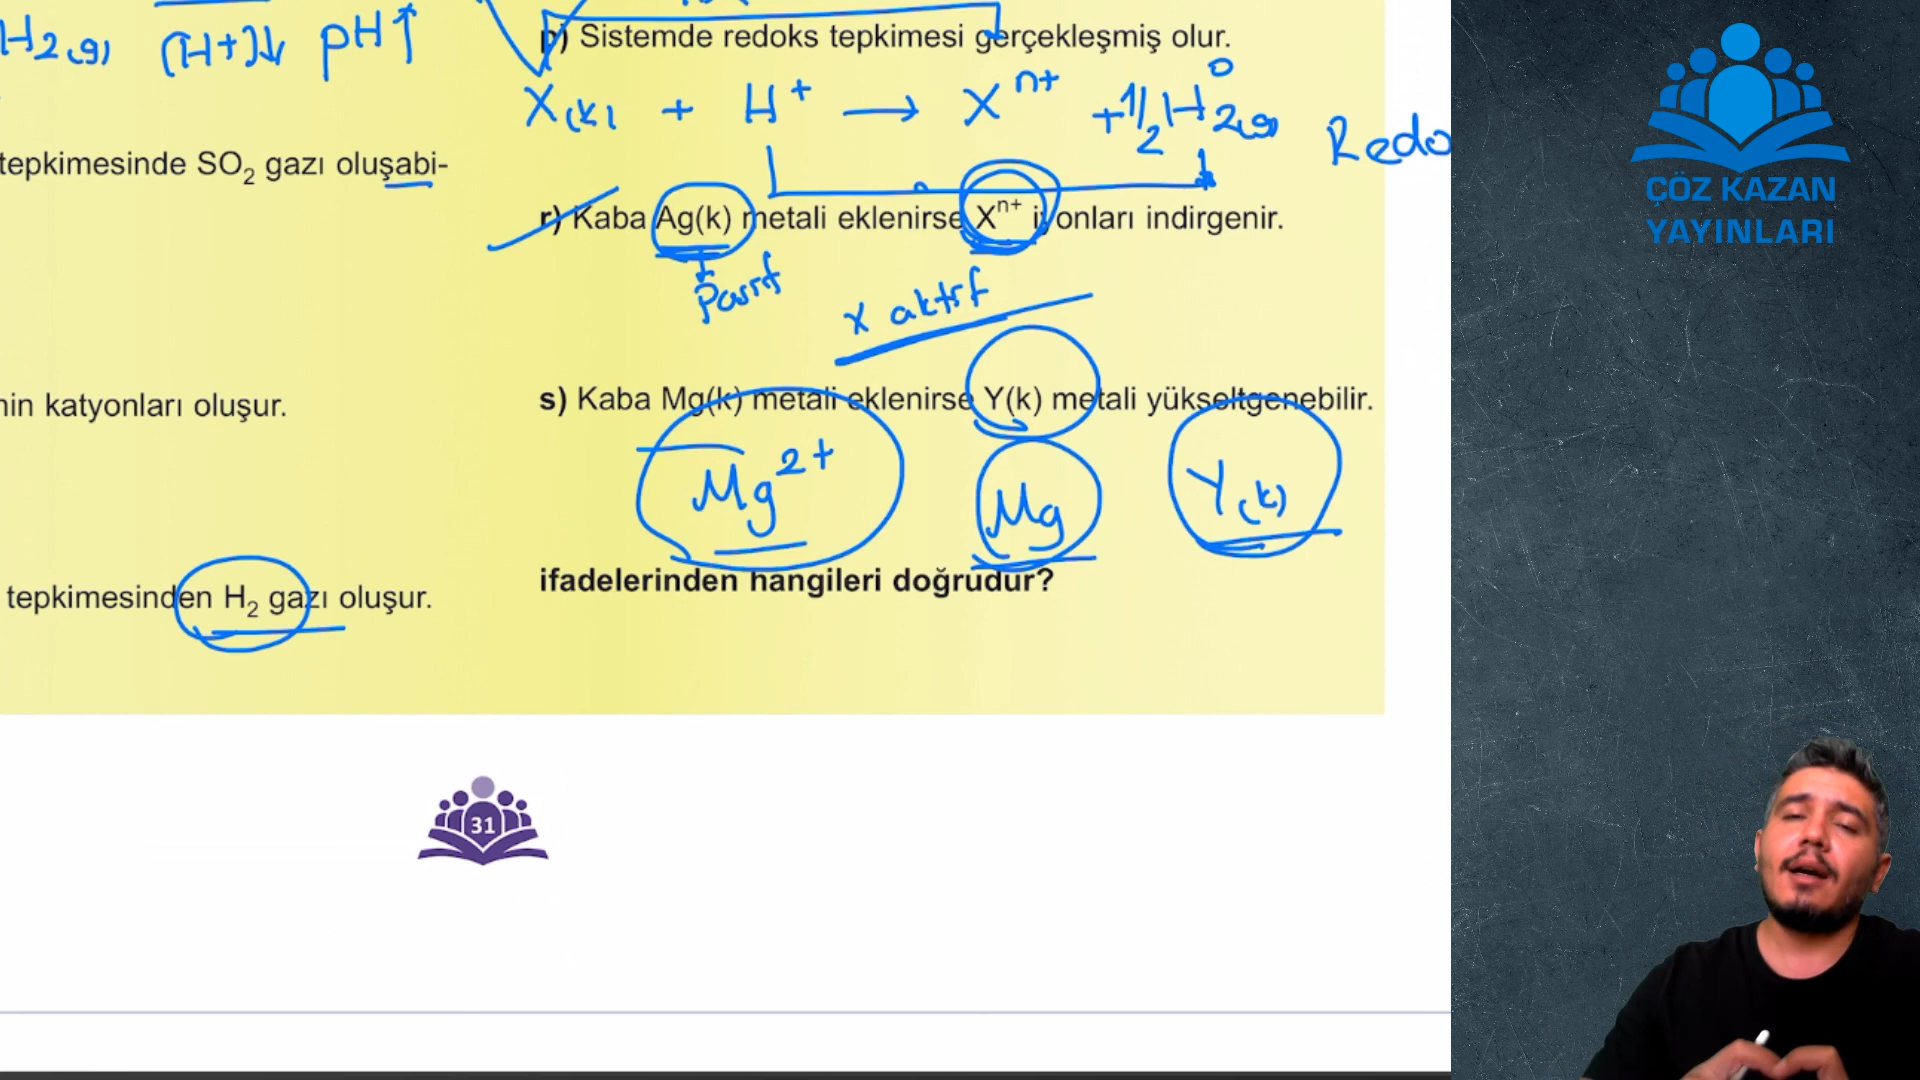 H2(g) [H+]↓ pH↑
tepkimesinde SO2 gazı oluşabi-
nin katyonları oluşur.
tepkimesinden H2 gazı oluşur.
p) Sistemde redoks tepkimesi gerçekleşmiş olur.
X(k) + H+ → Xn+ + 1/2 H2(g) 0 Redo
r) Kaba Ag(k) metali eklenirse Xn+ iyonları indirgenir.
Pasif
X aktif
s) Kaba Mg(k) metali eklenirse Y(k) metali yükseltgenebilir.
Mg2+ Mg Y(k)
ifadelerinden hangileri doğrudur?
31
ÇÖZ KAZAN
YAYINLARI